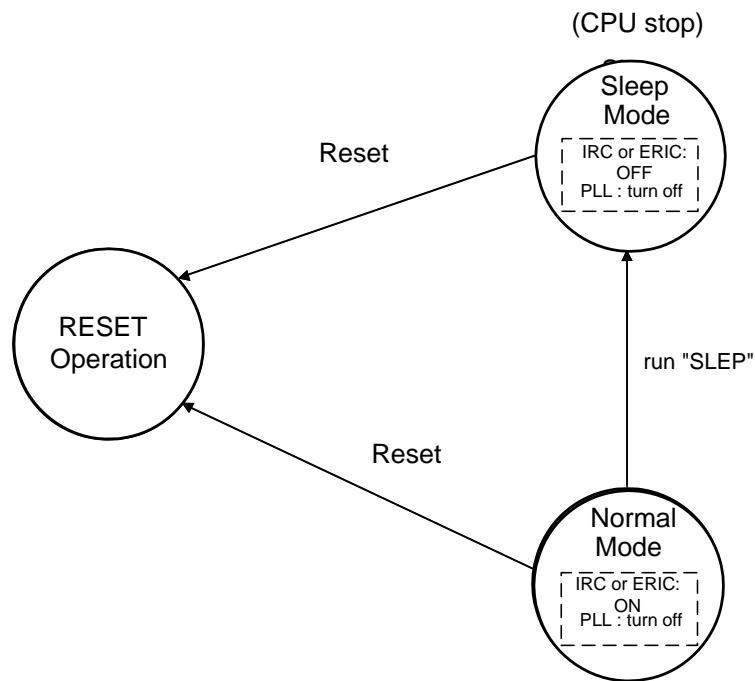 (CPU stop)
Sleep
Mode
IRC or ERIC:
OFF
PLL : turn off
Reset
RESET
Operation
run "SLEP"
Reset
Normal
Mode
IRC or ERIC:
ON
PLL : turn off